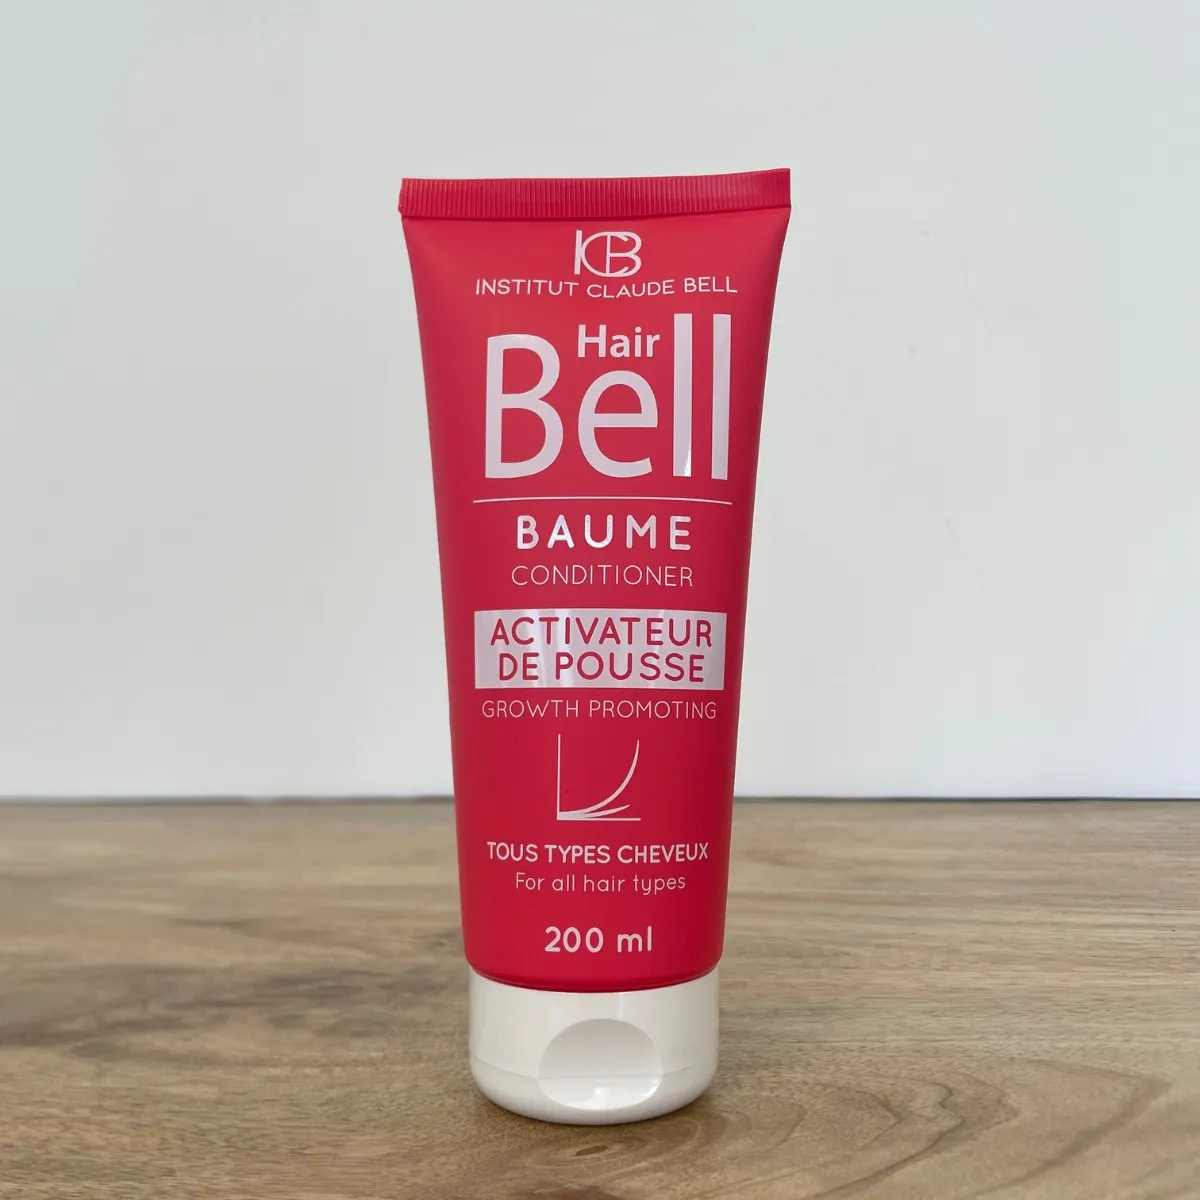 ICB
INSTITUT CLAUDE BELL
Hair
Bell
BAUME
CONDITIONER
ACTIVATEUR
DE POUSSE
GROWTH PROMOTING
TOUS TYPES CHEVEUX
For all hair types
200 ml